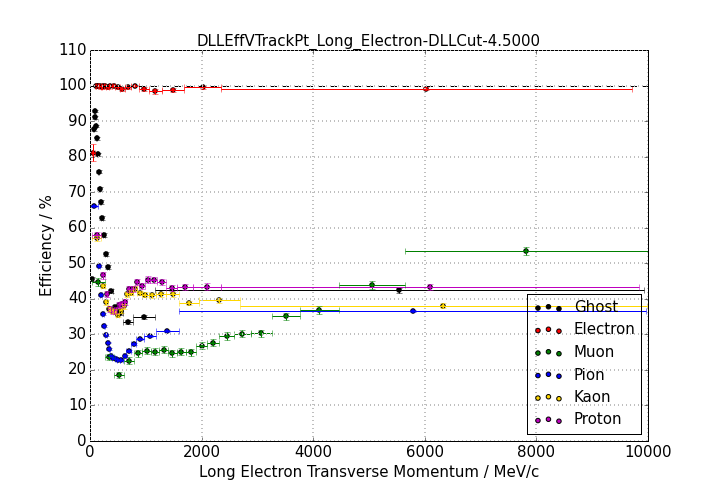 DLLEffVTrackPt_Long_Electron-DLLCut-4.5000
110
100
90
80
70
60
50
40
30
20
10
0
Efficiency / %
0 2000 4000 6000 8000 10000
Long Electron Transverse Momentum / MeV/c
Ghost
Electron
Muon
Pion
Kaon
Proton